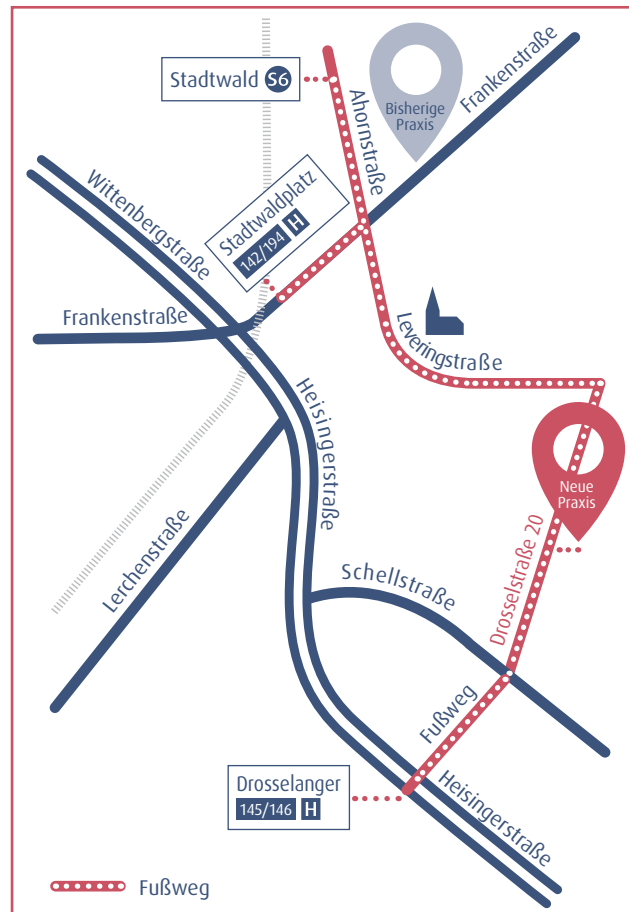 Stadtwald S6
Bisherige
Praxis
Frankenstraße
Ahornstraße
Wittenbergstraße
Stadtwaldplatz
142/194 H
Frankenstraße
Leveringstraße
Heisingerstraße
Neue
Praxis
Lerchenstraße
Schellstraße
Drosselstraße 20
Fußweg
Drosselanger
145/146 H
Heisingerstraße
Fußweg